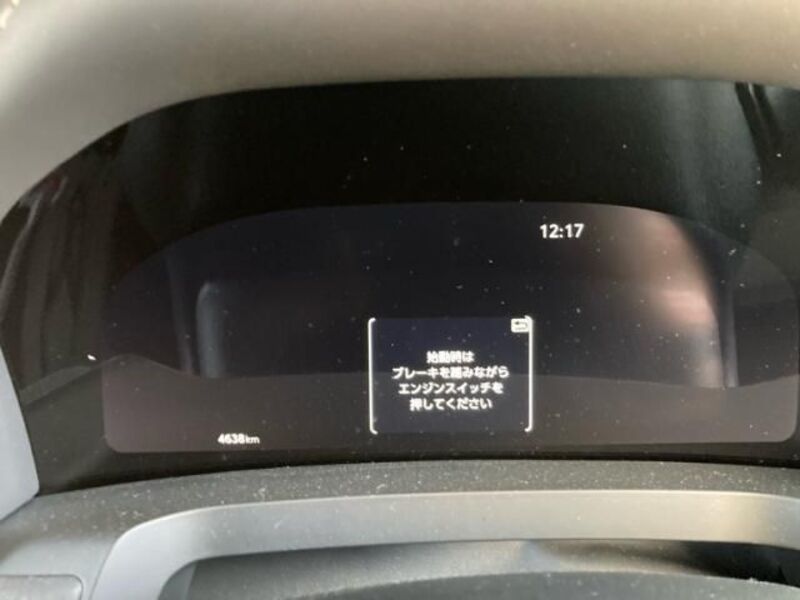 12:17
始動時は
ブレーキを踏みながら
エンジンスイッチを
押してください
4638km